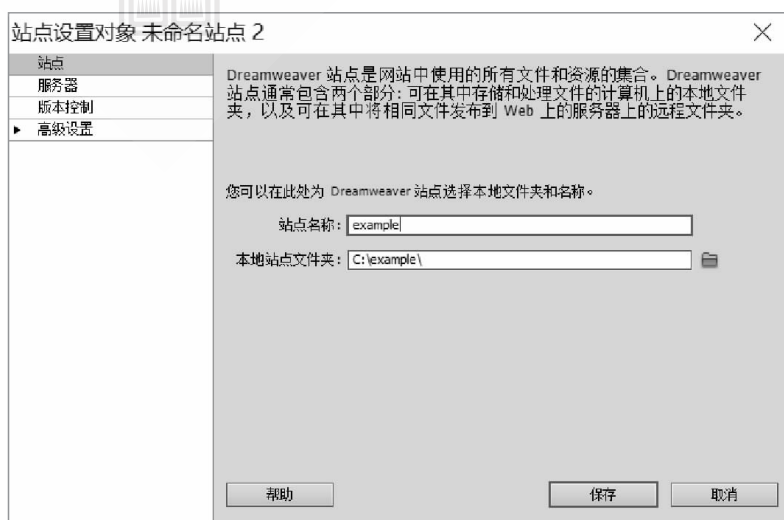 站点设置对象 未命名站点 2
站点
服务器
版本控制
高级设置
Dreamweaver 站点是网站中使用的所有文件和资源的集合。Dreamweaver
站点通常包含两个部分: 可在其中存储和处理文件的计算机上的本地文件
夹，以及可在其中将相同文件发布到 Web 上的服务器上的远程文件夹。
您可以在此处为 Dreamweaver 站点选择本地文件夹和名称。
站点名称: example
本地站点文件夹: C:\example\
帮助
保存
取消